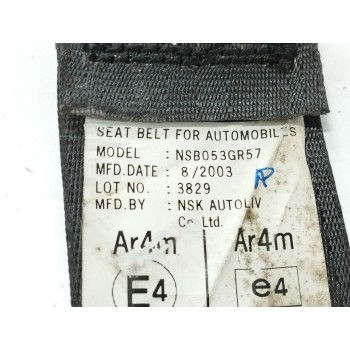 SEAT BELT FOR AUTOMOBILES
MODEL : NSB053GR57
MFD.DATE : 8/2003
LOT NO. : 3829
MFD.BY : NSK AUTOLIV
Co.Ltd.
Ar4m Ar4m
E4 e4